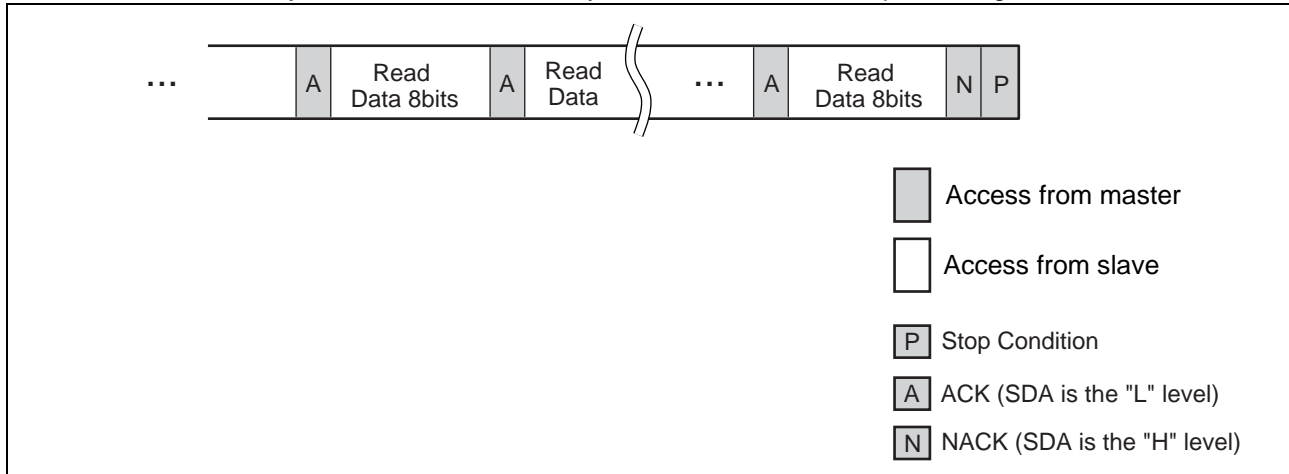 ... A Read Data 8bits A Read Data ... A Read Data 8bits N P
Access from master
Access from slave
P Stop Condition
A ACK (SDA is the "L" level)
N NACK (SDA is the "H" level)